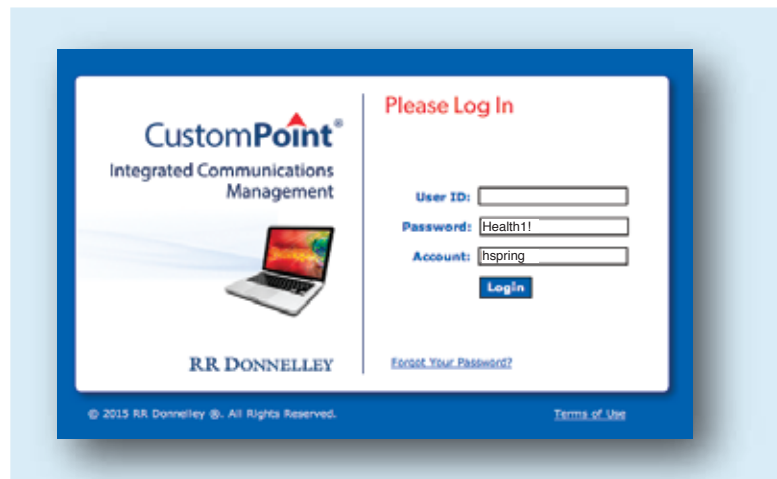 CustomPoint®
Integrated Communications
Management
RR DONNELLEY
Please Log In
User ID:
Password: Health1!
Account: hspring
Login
Forgot Your Password?
© 2015 RR Donnelley ®. All Rights Reserved.
Terms of Use